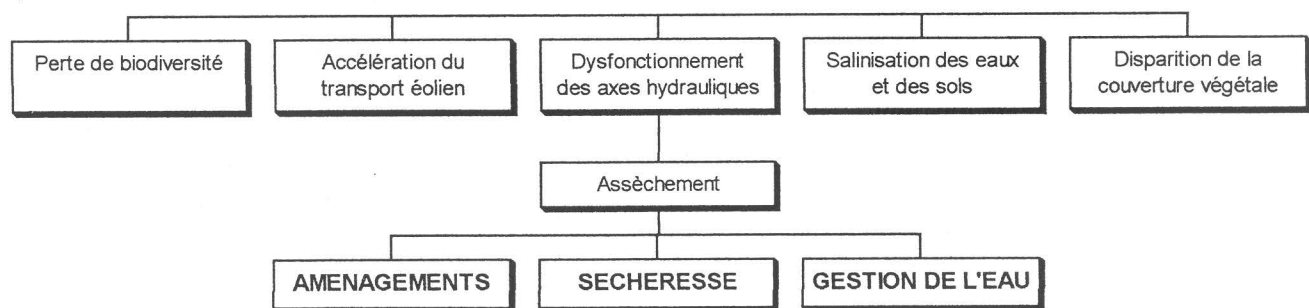 Perte de biodiversité
Accélération du
transport éolien
Dysfonctionnement
des axes hydrauliques
Salinisation des eaux
et des sols
Disparition de la
couverture végétale
Assèchement
AMENAGEMENTS
SECHERESSE
GESTION DE L'EAU